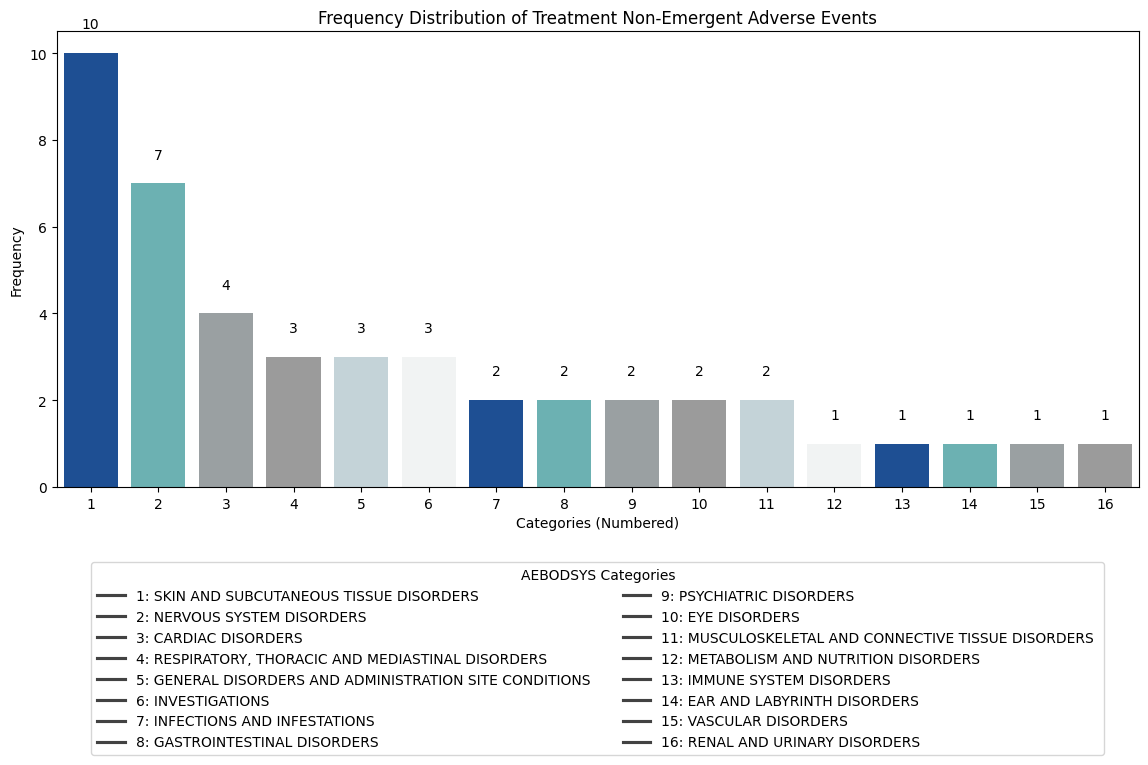 Frequency Distribution of Treatment Non-Emergent Adverse Events
10
7
4
3
3
3
2
2
2
2
2
1
1
1
1
1
Frequency
10
8
6
4
2
0
1 2 3 4 5 6 7 8 9 10 11 12 13 14 15 16
Categories (Numbered)
AEBODSYS Categories
1: SKIN AND SUBCUTANEOUS TISSUE DISORDERS
2: NERVOUS SYSTEM DISORDERS
3: CARDIAC DISORDERS
4: RESPIRATORY, THORACIC AND MEDIASTINAL DISORDERS
5: GENERAL DISORDERS AND ADMINISTRATION SITE CONDITIONS
6: INVESTIGATIONS
7: INFECTIONS AND INFESTATIONS
8: GASTROINTESTINAL DISORDERS
9: PSYCHIATRIC DISORDERS
10: EYE DISORDERS
11: MUSCULOSKELETAL AND CONNECTIVE TISSUE DISORDERS
12: METABOLISM AND NUTRITION DISORDERS
13: IMMUNE SYSTEM DISORDERS
14: EAR AND LABYRINTH DISORDERS
15: VASCULAR DISORDERS
16: RENAL AND URINARY DISORDERS